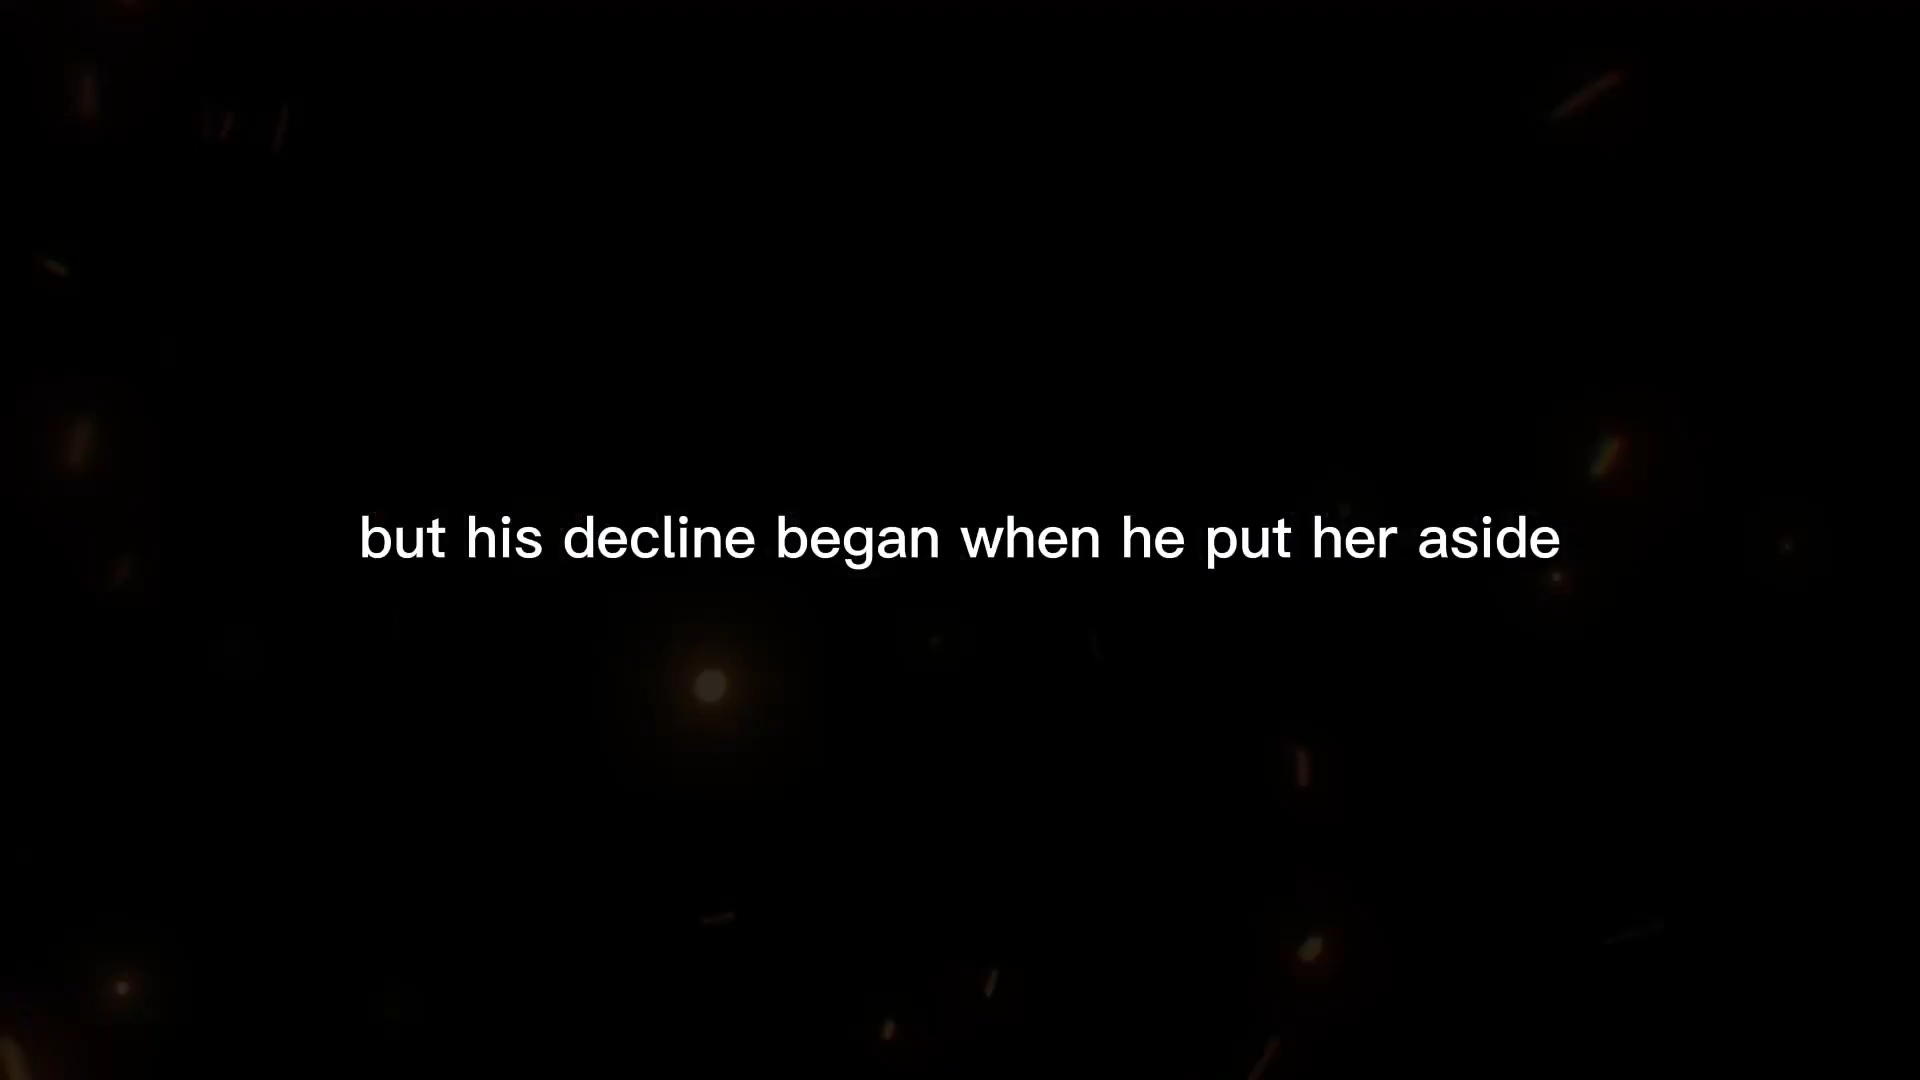 but his decline began when he put her aside